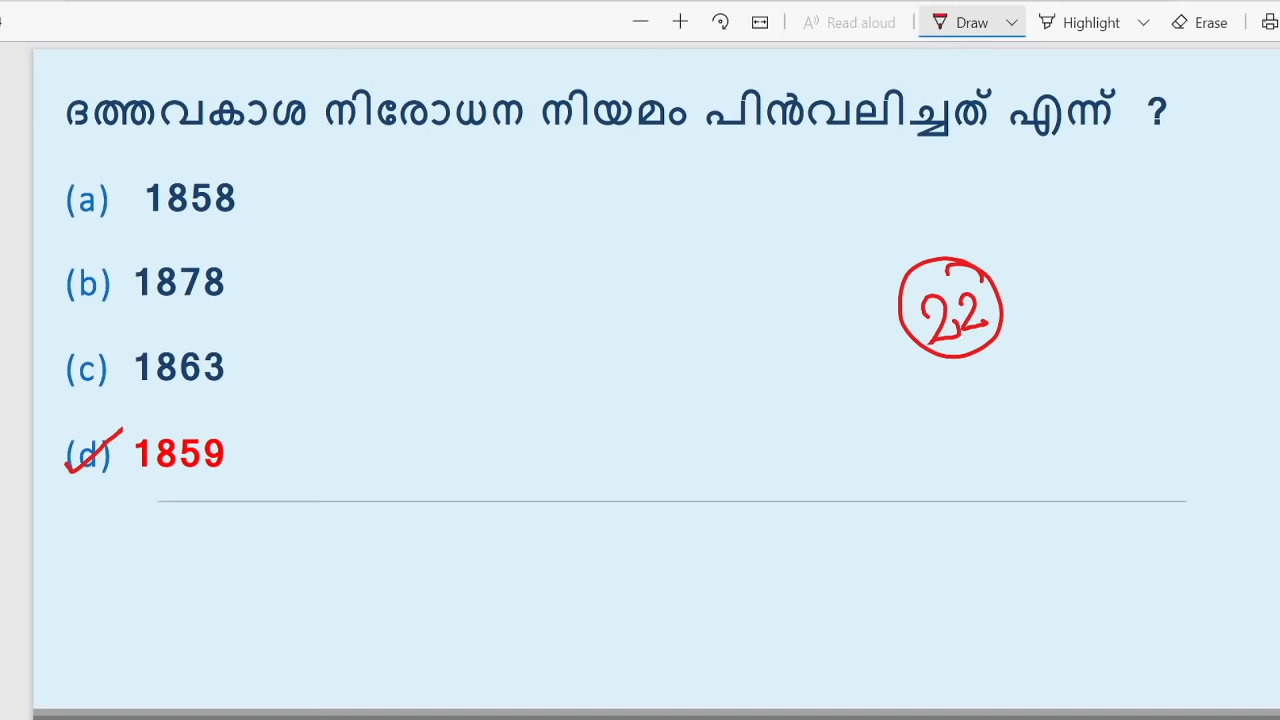 Read aloud Draw Highlight Erase
ദത്തവകാശ നിരോധന നിയമം പിൻവലിച്ചത് എന്ന് ?
(a) 1858
(b) 1878
22
(c) 1863
(d) 1859